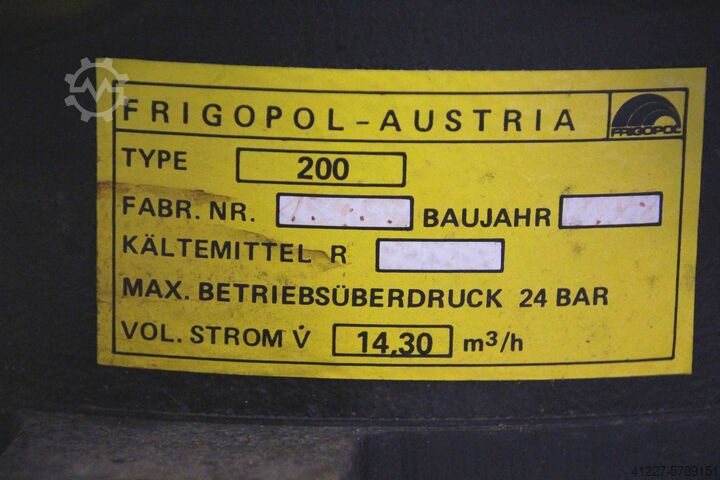 FRIGOPOL-AUSTRIA
FRIGOPOL
TYPE 200
FABR. NR. BAUJAHR
KÄLTEMITTEL R
MAX. BETRIEBSÜBERDRUCK 24 BAR
VOL. STROM V̇ 14,30 m³/h
41227-5789151